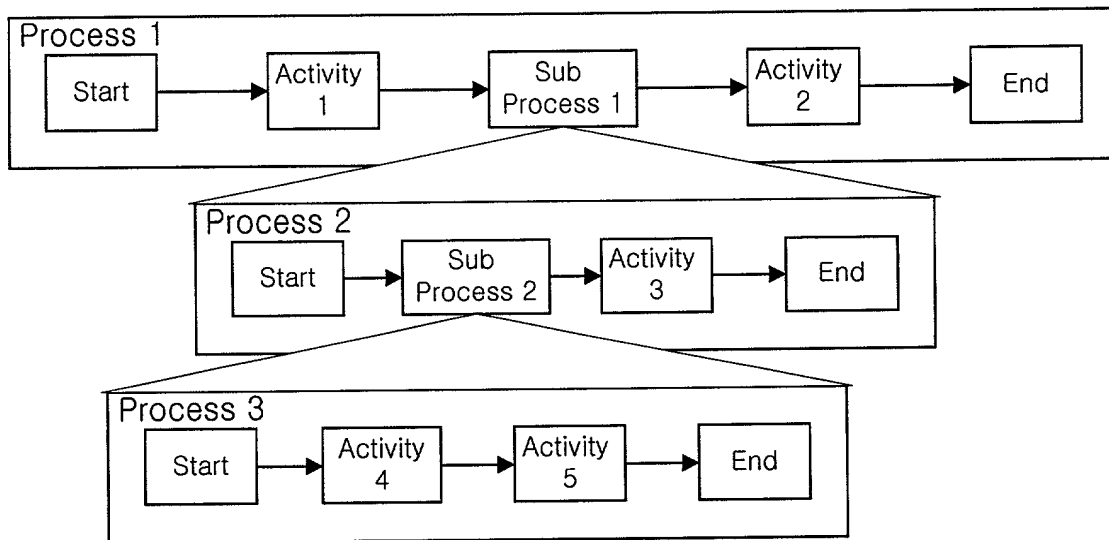 Process 1
Start
Activity
1
Sub
Process 1
Activity
2
End
Process 2
Start
Sub
Process 2
Activity
3
End
Process 3
Start
Activity
4
Activity
5
End